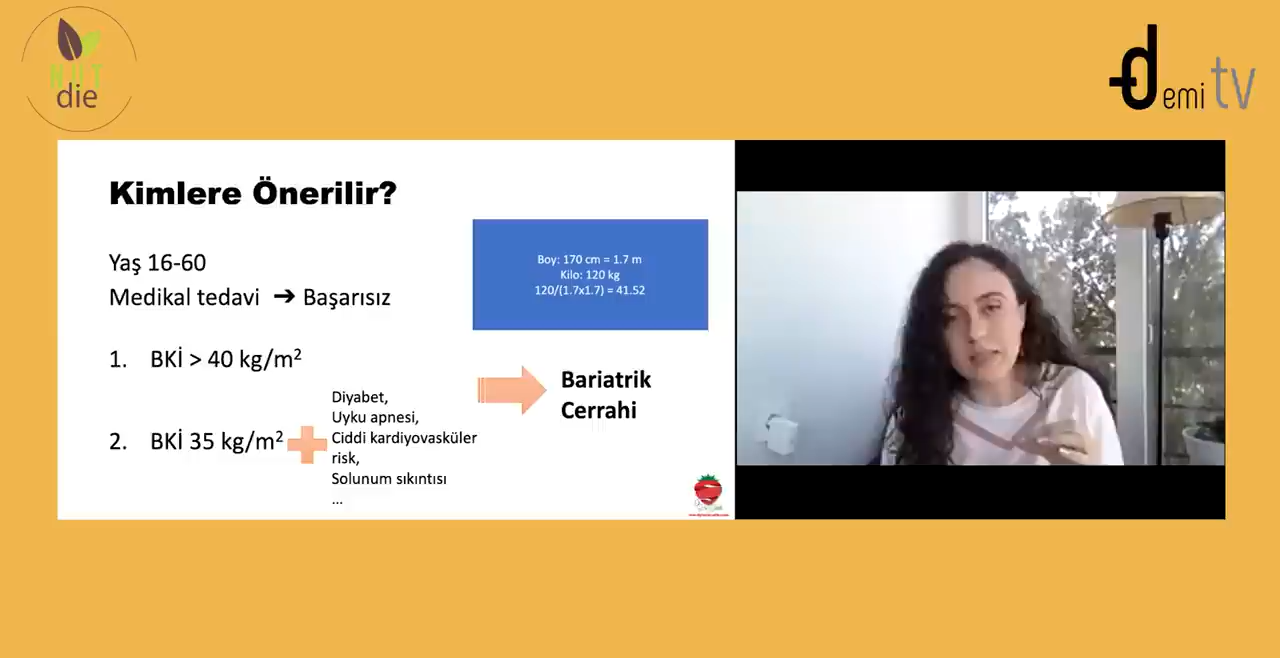 NUT
die
demi tv
Kimlere Önerilir?
Yaş 16-60
Medikal tedavi ➔ Başarısız
1. BKİ > 40 kg/m²
2. BKİ 35 kg/m²
Diyabet,
Uyku apnesi,
Ciddi kardiyovasküler
risk,
Solunum sıkıntısı
...
Boy: 170 cm = 1.7 m
Kilo: 120 kg
120/(1.7x1.7) = 41.52
Bariatrik
Cerrahi